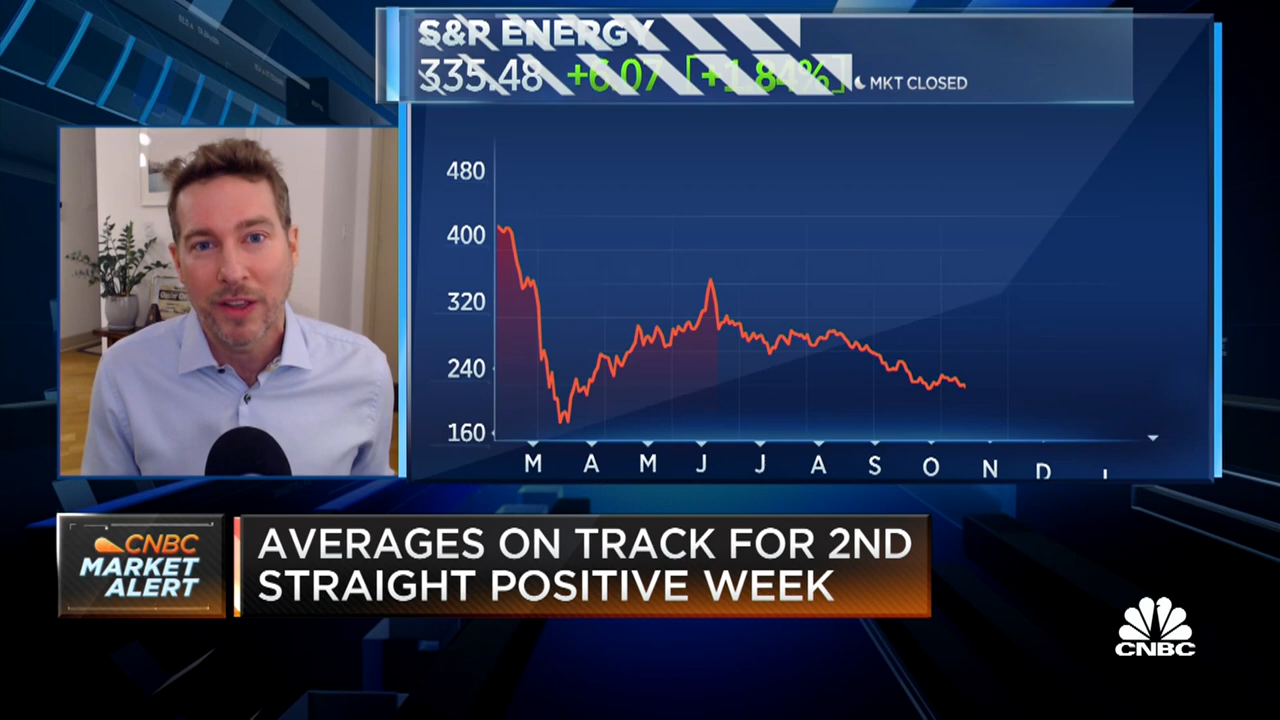 S&P ENERGY
335.48 +6.07 [+1.84%] MKT CLOSED
480
400
320
240
160
M A M J J A S O N D
CNBC
MARKET
ALERT
AVERAGES ON TRACK FOR 2ND
STRAIGHT POSITIVE WEEK
CNBC